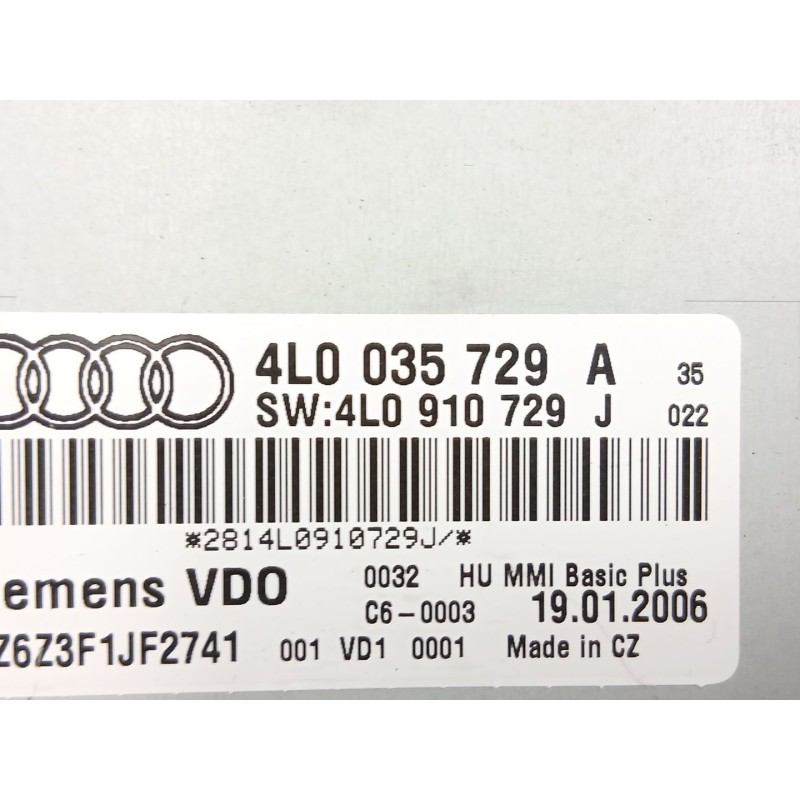 4L0 035 729 A 35
SW:4L0 910 729 J 022
*2814L0910729J/*
VDO 0032 HU MMI Basic Plus
C6-0003 19.01.2006
Z6Z3F1JF2741 001 VD1 0001 Made in CZ